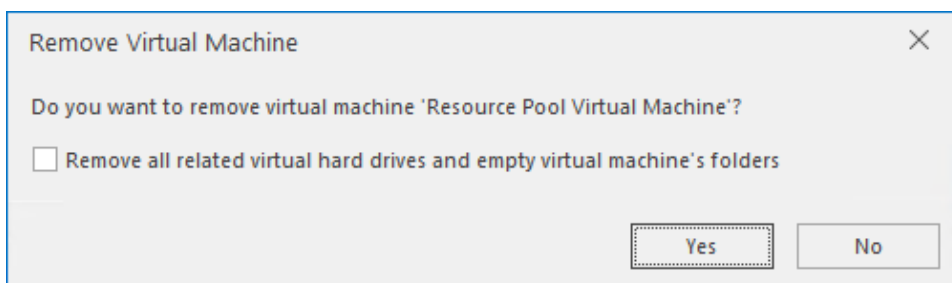 Remove Virtual Machine
Do you want to remove virtual machine 'Resource Pool Virtual Machine'?
Remove all related virtual hard drives and empty virtual machine's folders
Yes No